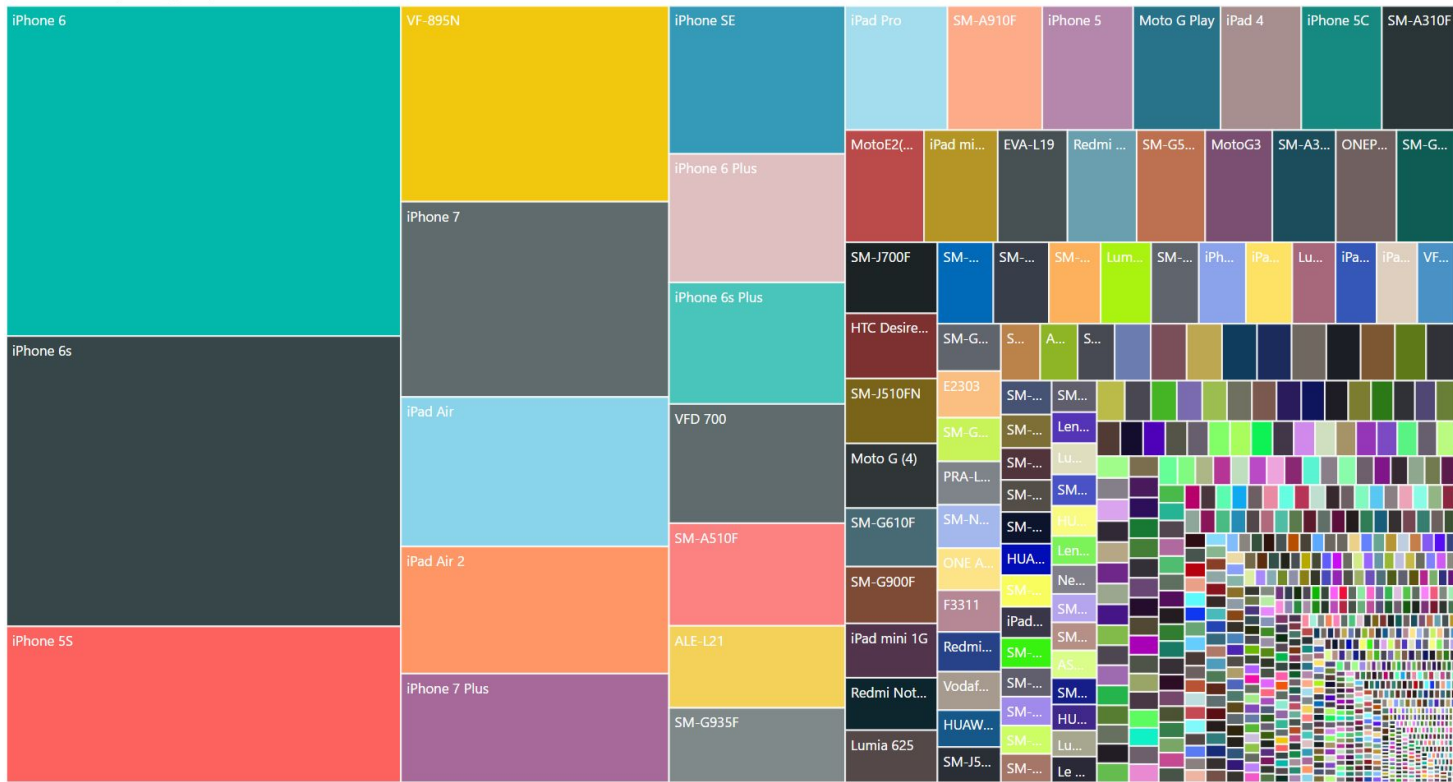 iPhone 6
iPhone 6s
iPhone 5S
VF-895N
iPhone 7
iPad Air
iPad Air 2
iPhone 7 Plus
iPhone SE
iPhone 6 Plus
iPhone 6s Plus
VFD 700
SM-A510F
ALE-L21
SM-G935F
iPad Pro
SM-A910F
iPhone 5
Moto G Play
iPad 4
iPhone 5C
SM-A310F
MotoE2(...
iPad mi...
EVA-L19
Redmi ...
SM-G5...
MotoG3
SM-A3...
ONEP...
SM-G...
SM-J700F
HTC Desire...
SM-J510FN
Moto G (4)
SM-G610F
SM-G900F
iPad mini 1G
Redmi Not...
Lumia 625
SM-...
SM-...
SM-...
Lum...
SM-...
iPh...
iPa...
Lu...
iPa...
iPa...
VF...
SM-G...
E2303
SM-G...
PRA-L...
SM-N...
ONE A...
F3311
Redmi...
Vodaf...
HUAW...
SM-J5...
S...
A...
S...
SM-...
SM-...
SM-...
SM-...
SM-...
HUA...
SM-...
iPad...
SM-...
SM-...
SM-...
SM-...
SM-...
SM...
Len...
Lu...
SM...
HU...
Len...
Ne...
SM...
SM...
AS...
SM...
HU...
Lu...
Le ...